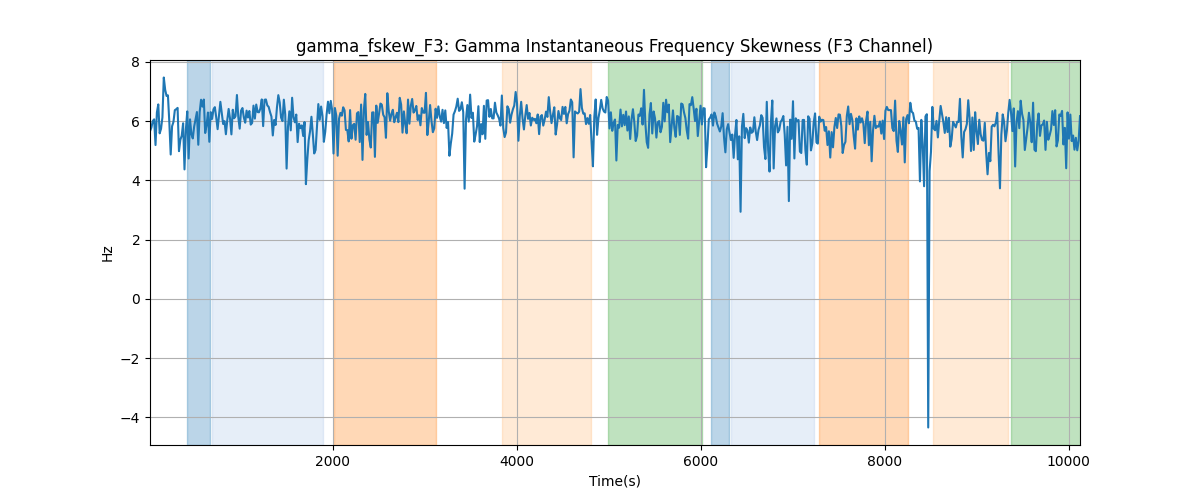 gamma_fskew_F3: Gamma Instantaneous Frequency Skewness (F3 Channel)
8
6
4
2
0
−2
−4
Hz
2000 4000 6000 8000 10000
Time(s)